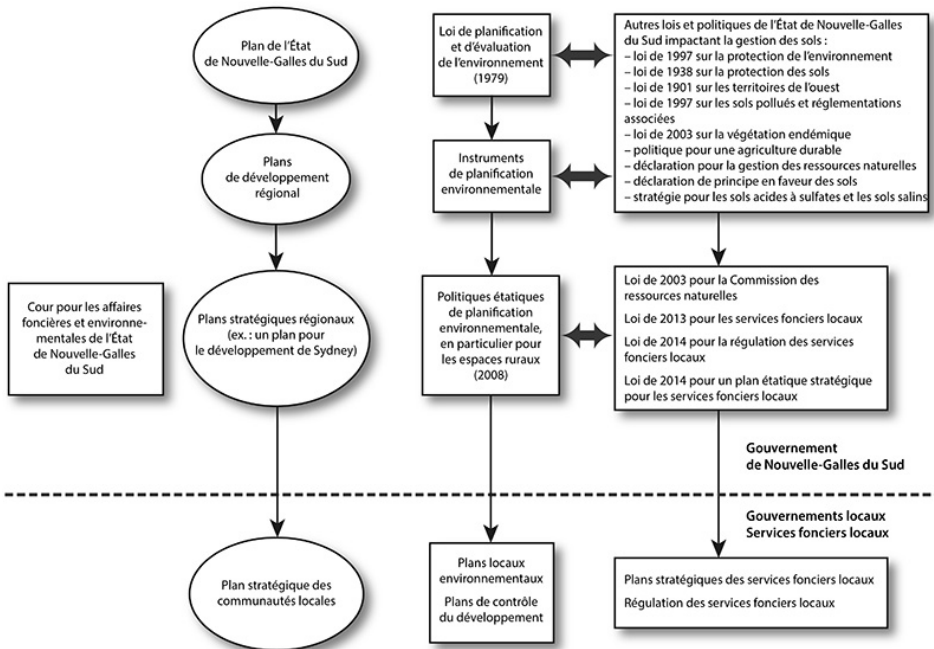 Plan de l'État
de Nouvelle-Galles du Sud
Plans
de développement
régional
Cour pour les affaires
foncières et environne-
mentales de l'État
de Nouvelle-Galles
du Sud
Plans stratégiques régionaux
(ex. : un plan pour
le développement de Sydney)
Plan stratégique des
communautés locales
Loi de planification
et d'évaluation
de l'environnement
(1979)
Instruments
de planification
environnementale
Politiques étatiques
de planification
environnementale,
en particulier pour
les espaces ruraux
(2008)
Plans locaux
environnementaux
Plans de contrôle
du développement
Autres lois et politiques de l'État de Nouvelle-Galles
du Sud impactant la gestion des sols :
– loi de 1997 sur la protection de l'environnement
– loi de 1938 sur la protection des sols
– loi de 1901 sur les territoires de l'ouest
– loi de 1997 sur les sols pollués et réglementations
associées
– loi de 2003 sur la végétation endémique
– politique pour une agriculture durable
– déclaration pour la gestion des ressources naturelles
– déclaration de principe en faveur des sols
– stratégie pour les sols acides à sulfates et les sols salins
Loi de 2003 pour la Commission des
ressources naturelles
Loi de 2013 pour les services fonciers locaux
Loi de 2014 pour la régulation des services
fonciers locaux
Loi de 2014 pour un plan étatique stratégique
pour les services fonciers locaux
Gouvernement
de Nouvelle-Galles du Sud
Gouvernements locaux
Services fonciers locaux
Plans stratégiques des services fonciers locaux
Régulation des services fonciers locaux